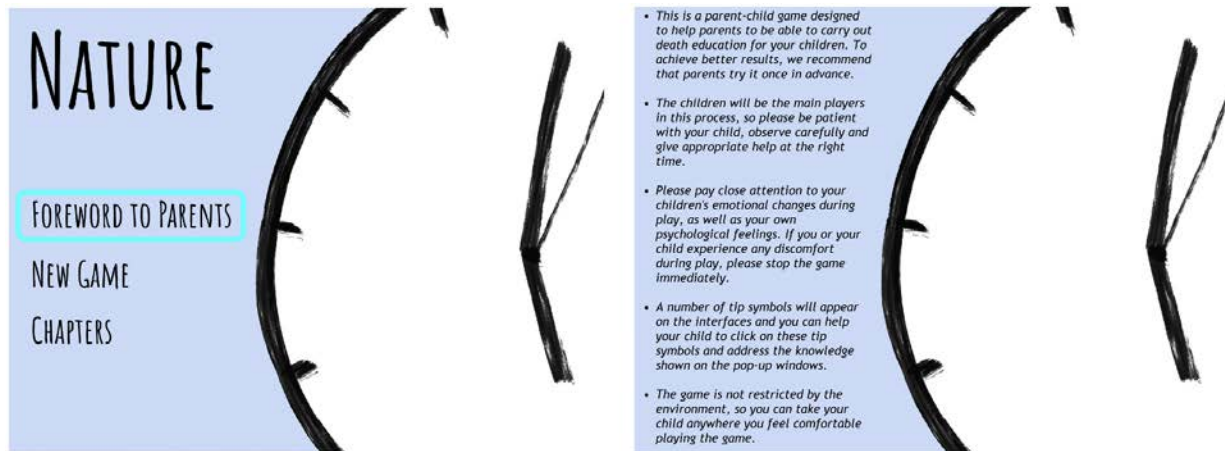 NATURE
FOREWORD TO PARENTS
NEW GAME
CHAPTERS
• This is a parent-child game designed
to help parents to be able to carry out
death education for your children. To
achieve better results, we recommend
that parents try it once in advance.
• The children will be the main players
in this process, so please be patient
with your child, observe carefully and
give appropriate help at the right
time.
• Please pay close attention to your
children's emotional changes during
play, as well as your own
psychological feelings. If you or your
child experience any discomfort
during play, please stop the game
immediately.
• A number of tip symbols will appear
on the interfaces and you can help
your child to click on these tip
symbols and address the knowledge
shown on the pop-up windows.
• The game is not restricted by the
environment, so you can take your
child anywhere you feel comfortable
playing the game.